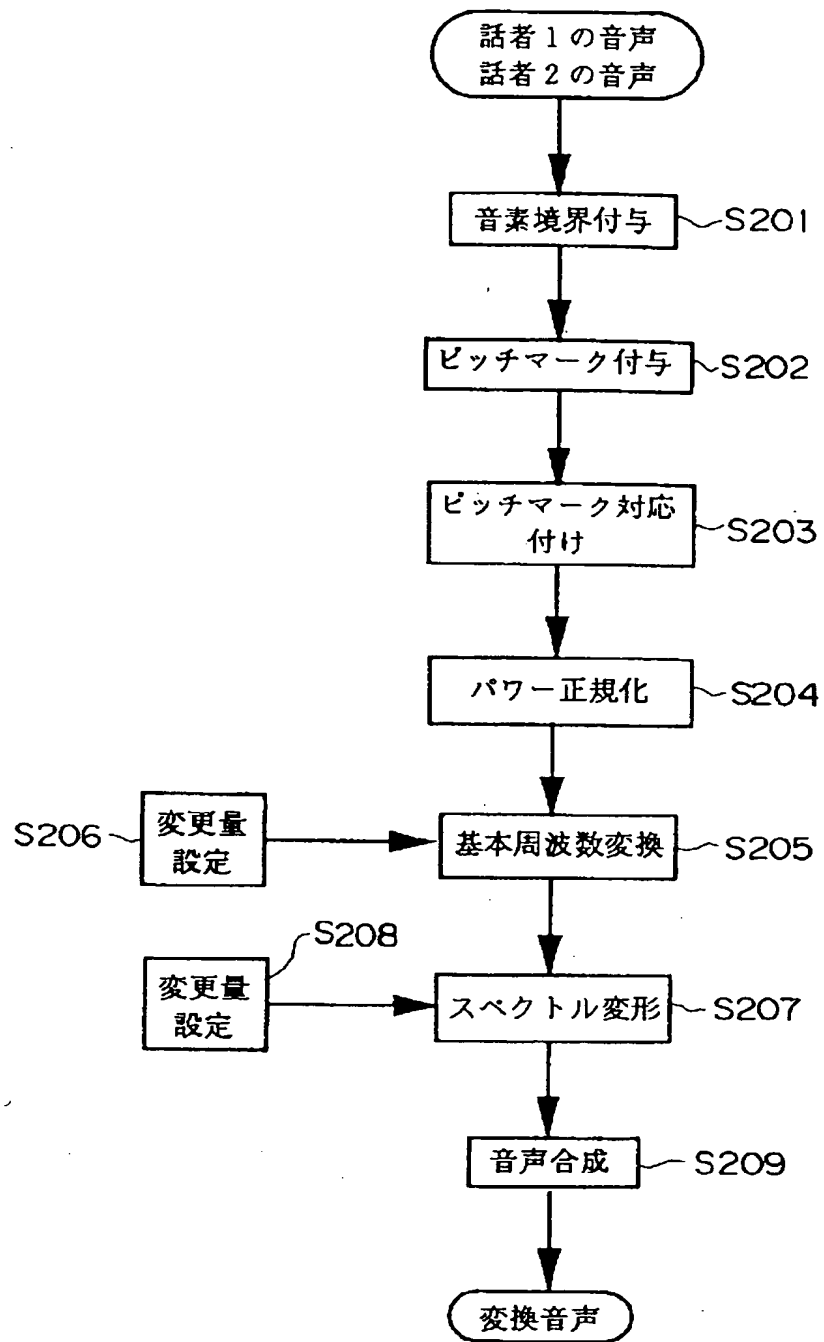 話者1の音声
話者2の音声
音素境界付与
S201
ピッチマーク付与
S202
ピッチマーク対応
付け
S203
パワー正規化
S204
S206
変更量
設定
基本周波数変換
S205
S208
変更量
設定
スペクトル変形
S207
音声合成
S209
変換音声